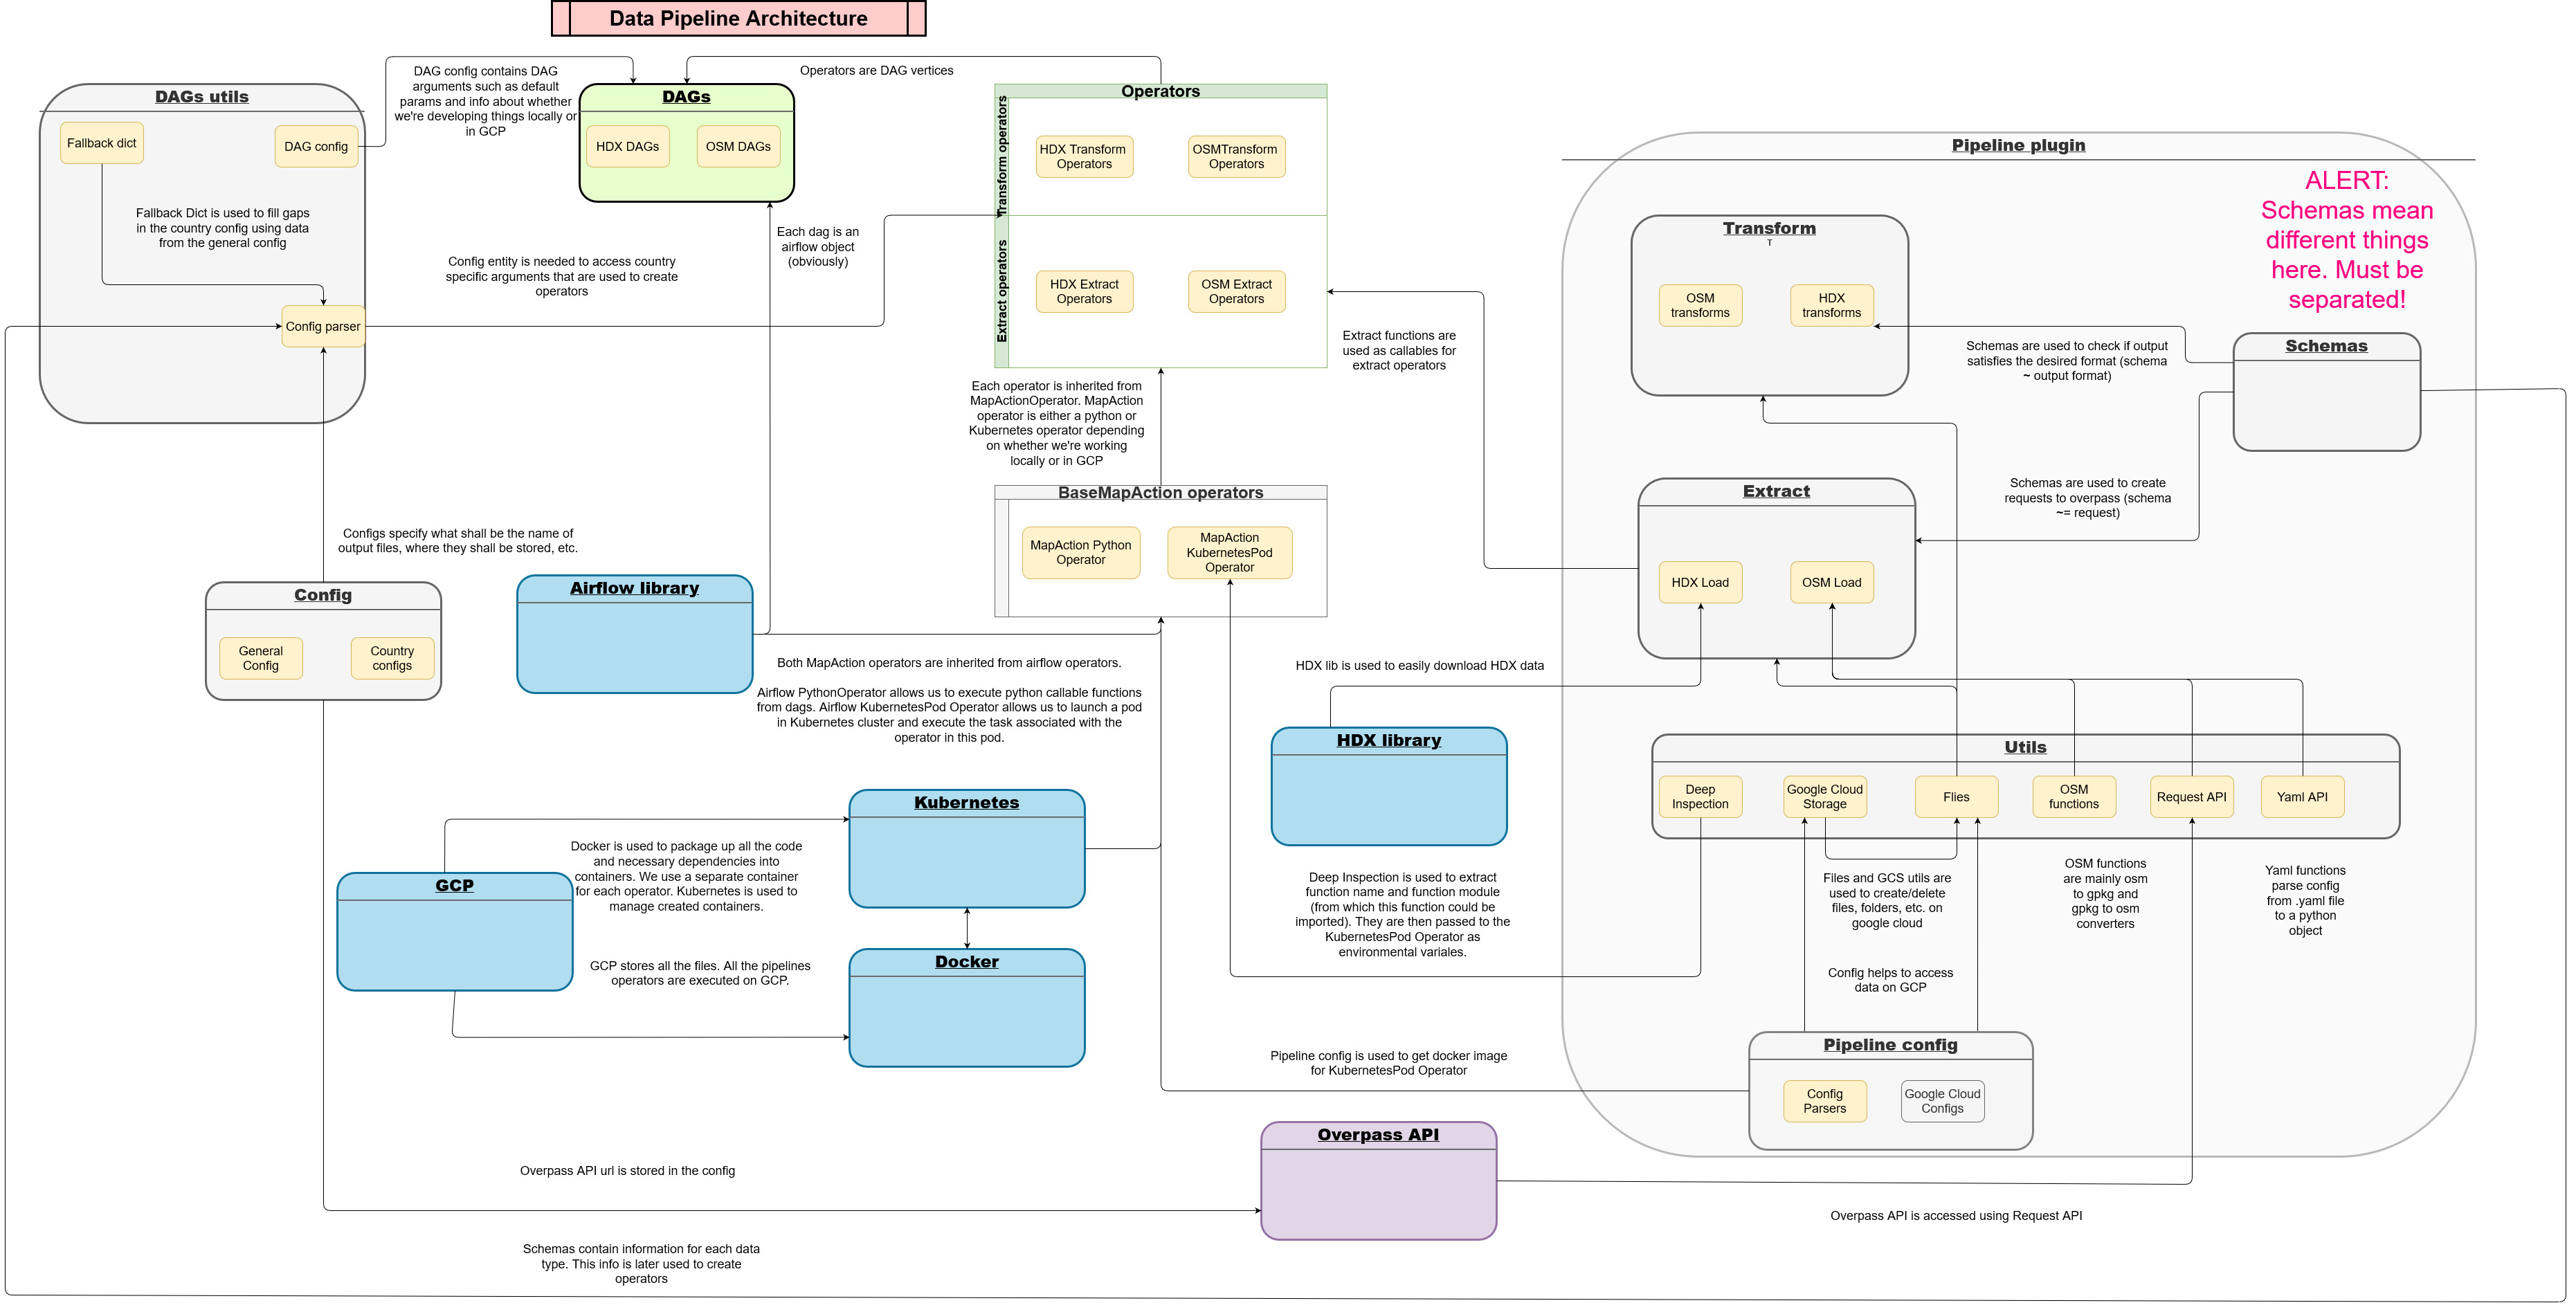 Data Pipeline Architecture
DAGs utils
Fallback dict
DAG config
Fallback Dict is used to fill gaps
in the country config using data
from the general config
Config parser
DAG config contains DAG
arguments such as default
params and info about whether
we're developing things locally or
in GCP
DAGs
HDX DAGs
OSM DAGs
Operators are DAG vertices
Each dag is an
airflow object
(obviously)
Config entity is needed to access country
specific arguments that are used to create
operators
Operators
Transform operators
HDX Transform
Operators
OSMTransform
Operators
Extract operators
HDX Extract
Operators
OSM Extract
Operators
Extract functions are
used as callables for
extract operators
Each operator is inherited from
MapActionOperator. MapAction
operator is either a python or
Kubernetes operator depending
on whether we're working
locally or in GCP
BaseMapAction operators
MapAction Python
Operator
MapAction
KubernetesPod
Operator
Configs specify what shall be the name of
output files, where they shall be stored, etc.
Config
General
Config
Country
configs
Airflow library
Both MapAction operators are inherited from airflow operators.
Airflow PythonOperator allows us to execute python callable functions
from dags. Airflow KubernetesPod Operator allows us to launch a pod
in Kubernetes cluster and execute the task associated with the
operator in this pod.
HDX lib is used to easily download HDX data
HDX library
Kubernetes
Docker is used to package up all the code
and necessary dependencies into
containers. We use a separate container
for each operator. Kubernetes is used to
manage created containers.
GCP
GCP stores all the files. All the pipelines
operators are executed on GCP.
Docker
Deep Inspection is used to extract
function name and function module
(from which this function could be
imported). They are then passed to the
KubernetesPod Operator as
environmental variales.
Pipeline config is used to get docker image
for KubernetesPod Operator
Overpass API
Overpass API url is stored in the config
Schemas contain information for each data
type. This info is later used to create
operators
Overpass API is accessed using Request API
Pipeline plugin
ALERT:
Schemas mean
different things
here. Must be
separated!
Transform
T
OSM
transforms
HDX
transforms
Schemas are used to check if output
satisfies the desired format (schema
~ output format)
Schemas
Schemas are used to create
requests to overpass (schema
~= request)
Extract
HDX Load
OSM Load
Utils
Deep
Inspection
Google Cloud
Storage
Flies
OSM
functions
Request API
Yaml API
Files and GCS utils are
used to create/delete
files, folders, etc. on
google cloud
OSM functions
are mainly osm
to gpkg and
gpkg to osm
converters
Yaml functions
parse config
from .yaml file
to a python
object
Config helps to access
data on GCP
Pipeline config
Config
Parsers
Google Cloud
Configs